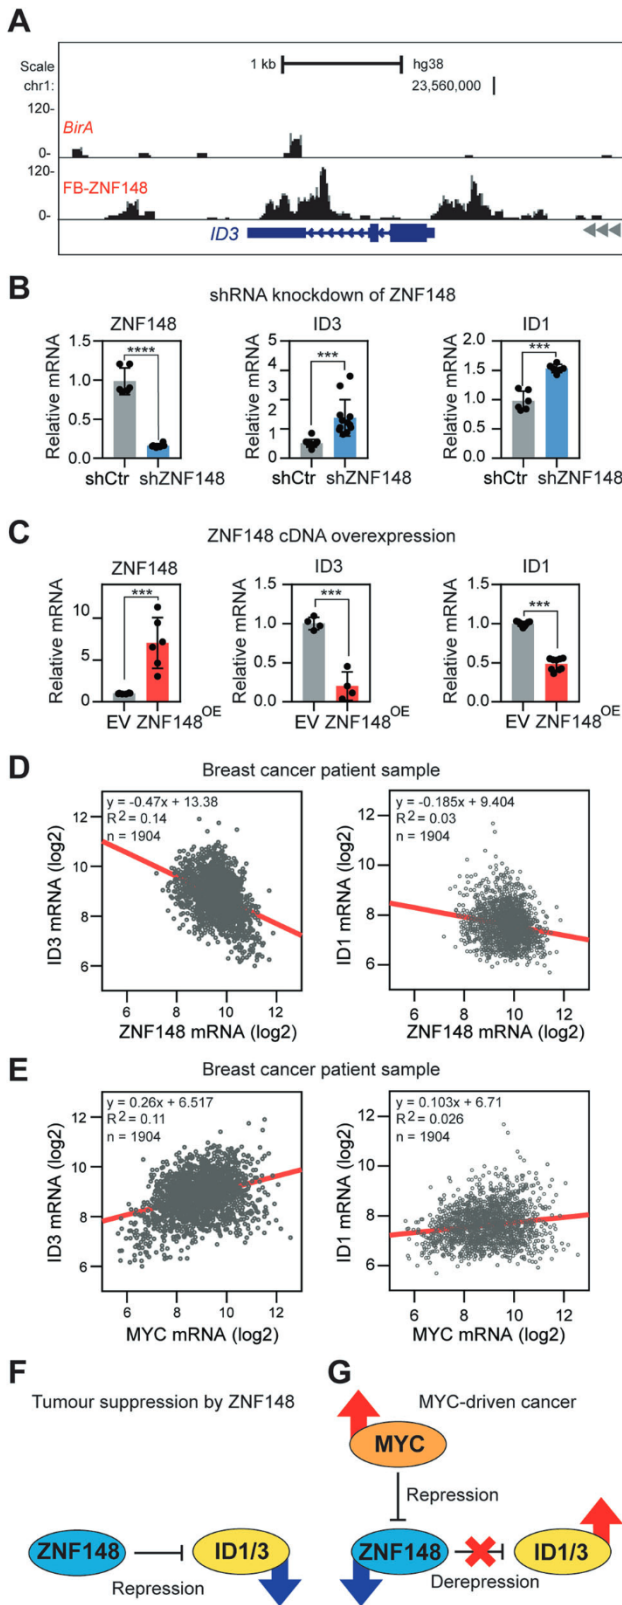 A
Scale
1 kb
hg38
chr1:
23,560,000
120-
BirA
0-
120-
FB-ZNF148
0-
ID3
B
shRNA knockdown of ZNF148
ZNF148
ID3
ID1
Relative mRNA
1.5
1.0
0.5
0.0
****
shCtr shZNF148
Relative mRNA
5
4
2
1
0
***
shCtr shZNF148
Relative mRNA
2.0
1.5
1.0
0.5
0.0
***
shCtr shZNF148
C
ZNF148 cDNA overexpression
ZNF148
ID3
ID1
Relative mRNA
10
5
0
***
EV ZNF148OE
Relative mRNA
1.5
1.0
0.5
0.0
***
EV ZNF148OE
Relative mRNA
1.5
1.0
0.5
0.0
***
EV ZNF148OE
D
Breast cancer patient sample
y = -0.47x + 13.38
R2 = 0.14
n = 1904
ID3 mRNA (log2)
12
10
8
6
6 8 10 12
ZNF148 mRNA (log2)
y = -0.185x + 9.404
R2 = 0.03
n = 1904
ID1 mRNA (log2)
12
10
8
6
6 8 10 12
ZNF148 mRNA (log2)
E
Breast cancer patient sample
y = 0.26x + 6.517
R2 = 0.11
n = 1904
ID3 mRNA (log2)
12
10
8
6
6 8 10 12
MYC mRNA (log2)
y = 0.103x + 6.71
R2 = 0.026
n = 1904
ID1 mRNA (log2)
12
10
8
6
6 8 10 12
MYC mRNA (log2)
F
Tumour suppression by ZNF148
ZNF148
ID1/3
Repression
G
MYC-driven cancer
MYC
Repression
ZNF148
ID1/3
Derepression